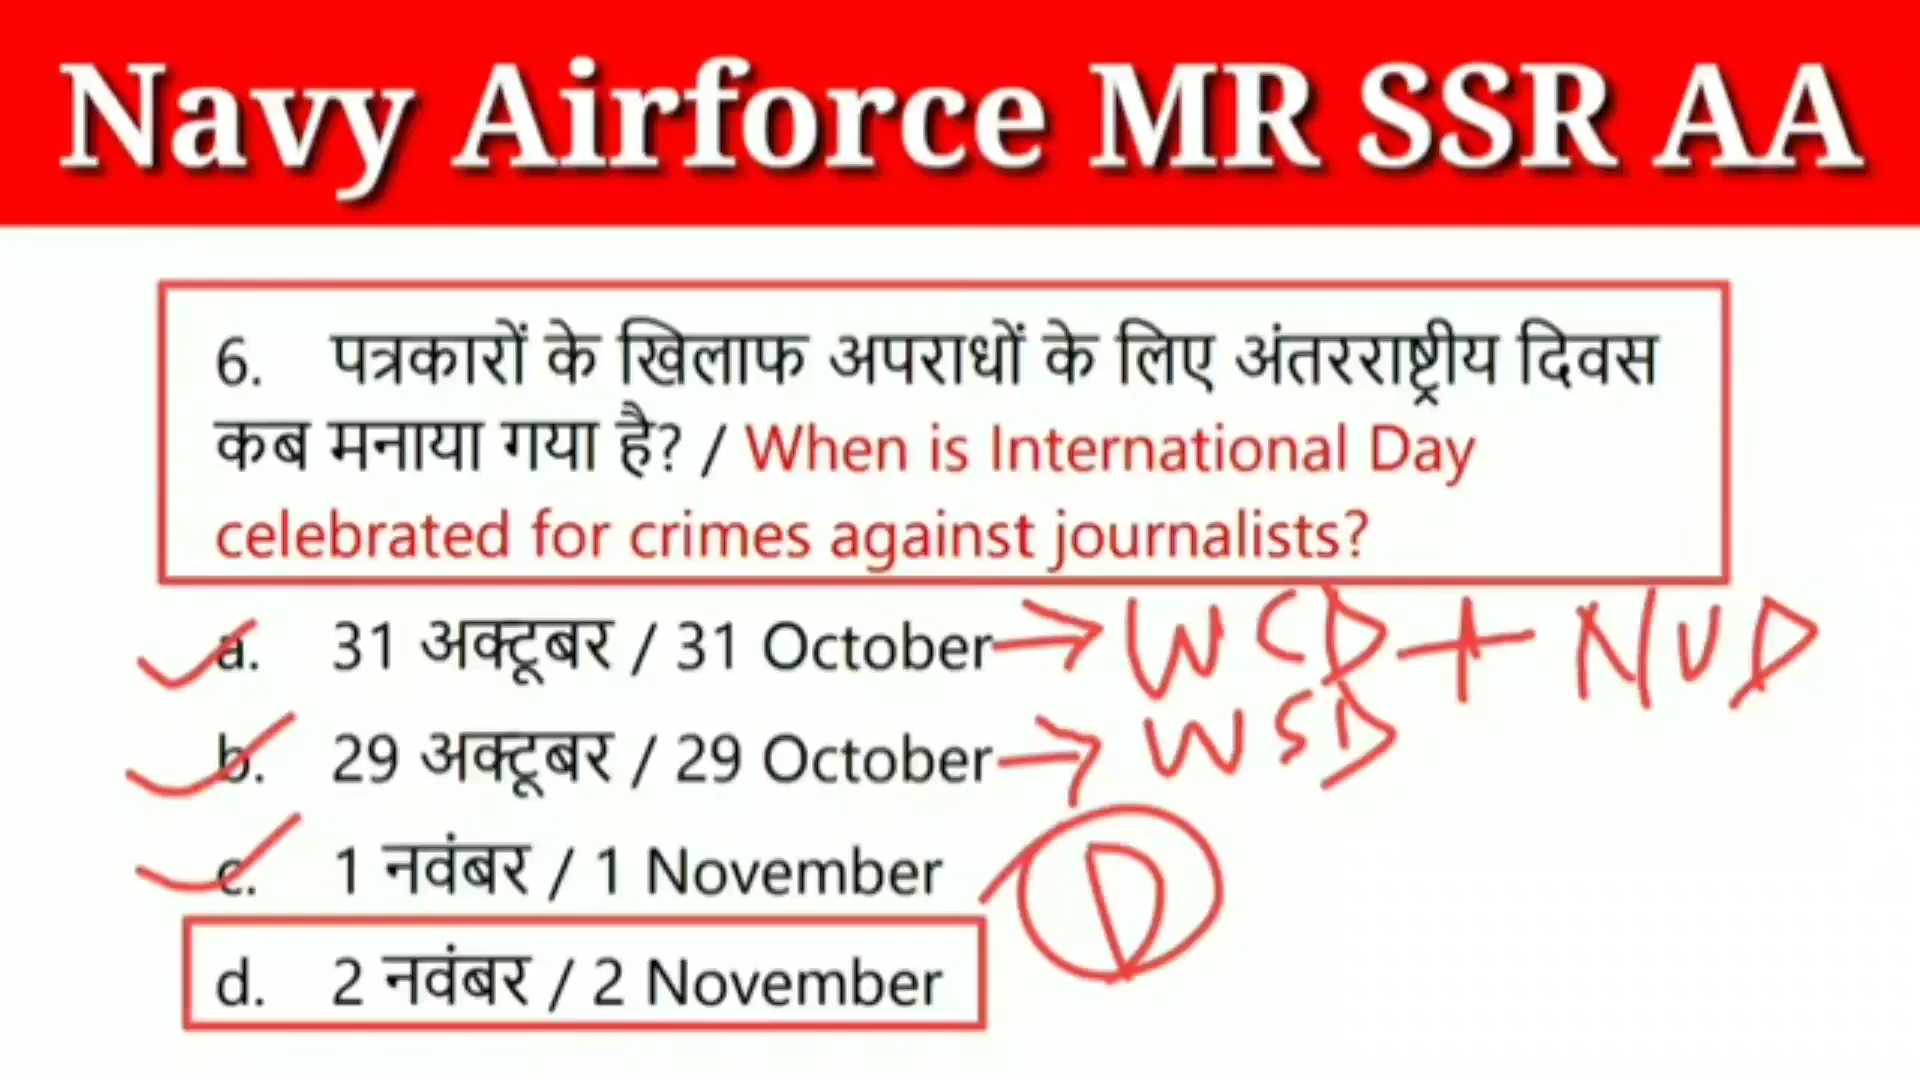 Navy Airforce MR SSR AA
6. पत्रकारों के खिलाफ अपराधों के लिए अंतरराष्ट्रीय दिवस
कब मनाया गया है? / When is International Day
celebrated for crimes against journalists?
a. 31 अक्टूबर / 31 October → WCD + NUD
b. 29 अक्टूबर / 29 October → WSD
c. 1 नवंबर / 1 November
D
d. 2 नवंबर / 2 November